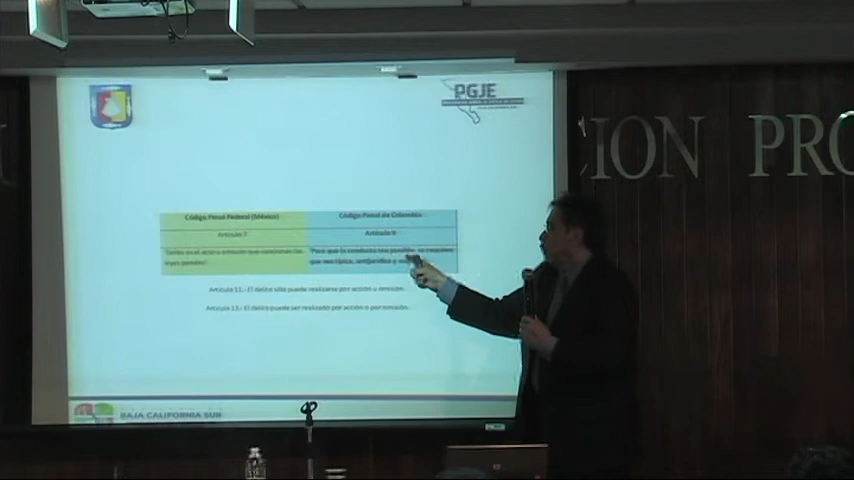 PGJE
CION PRO
Código Penal Federal (México)
Código Penal de Colombia
Artículo 7
Artículo 9
"Delito es el acto u omisión que sancionan las
leyes penales".
"Para que la conducta sea punible se requiere
que sea típica, antijurídica y
Artículo 11.- El delito sólo puede realizarse por acción u omisión.
Artículo 13.- El delito puede ser realizado por acción o por omisión.
BAJA CALIFORNIA SUR